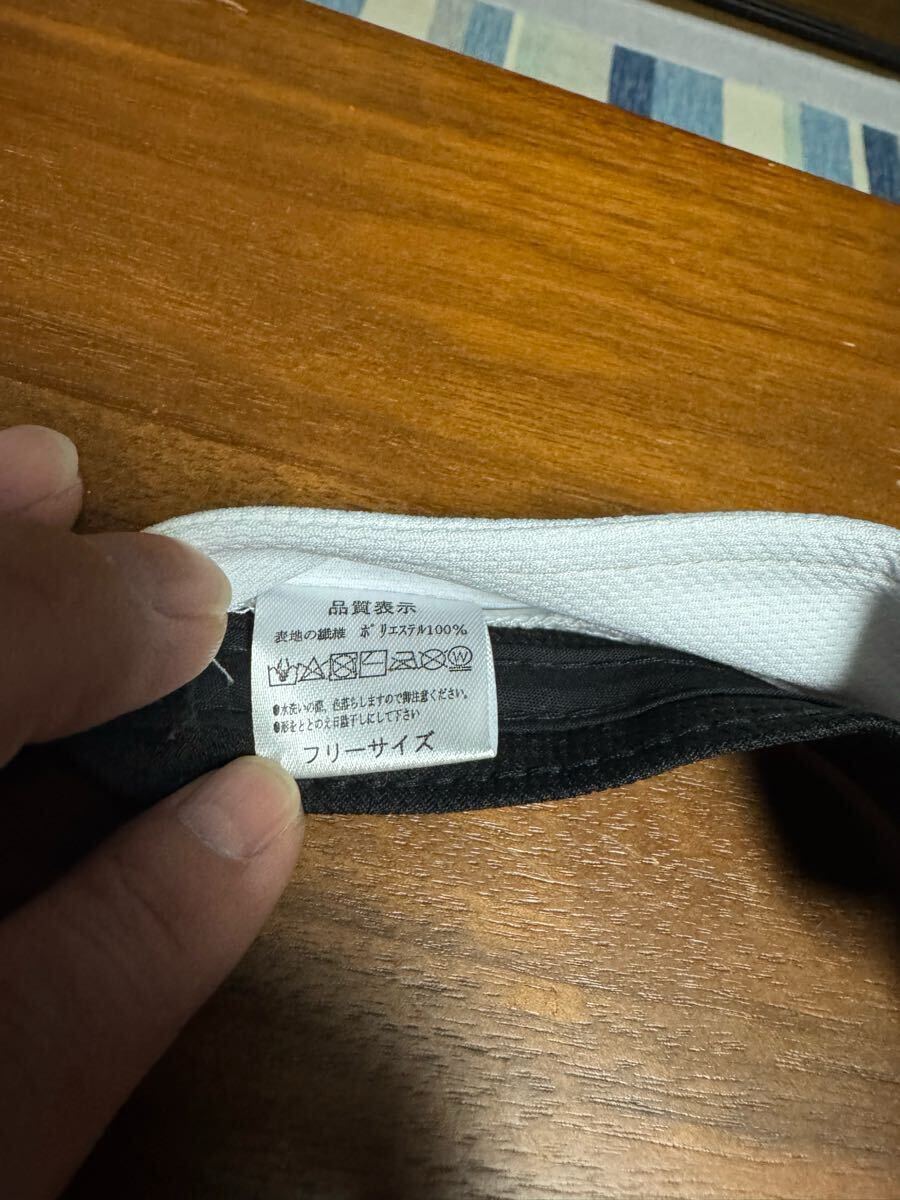 品質表示
表地の繊維 ポリエステル100%
W
●水洗いの際、色落ちしますので御注意ください。
●形をととのえ日陰干しにして下さい
フリーサイズ